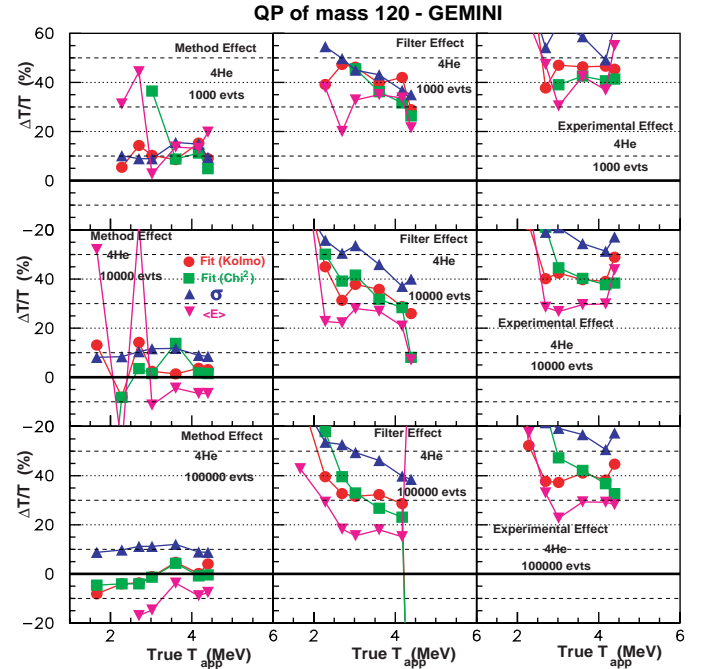 QP of mass 120 - GEMINI
ΔT/T (%)
60
40
20
0
Method Effect
4He
1000 evts
Filter Effect
4He
1000 evts
Experimental Effect
4He
1000 evts
ΔT/T (%)
-20
40
20
0
Method Effect
4He
10000 evts
Fit (Kolmo)
Fit (Chi²)
σ
<E>
Filter Effect
4He
10000 evts
Experimental Effect
4He
10000 evts
ΔT/T (%)
-20
40
20
0
-20
Method Effect
4He
100000 evts
Filter Effect
4He
100000 evts
Experimental Effect
4He
100000 evts
2 4 6 2 4 6 2 4 6
True T_app (MeV) True T_app (MeV) True T_app (MeV)